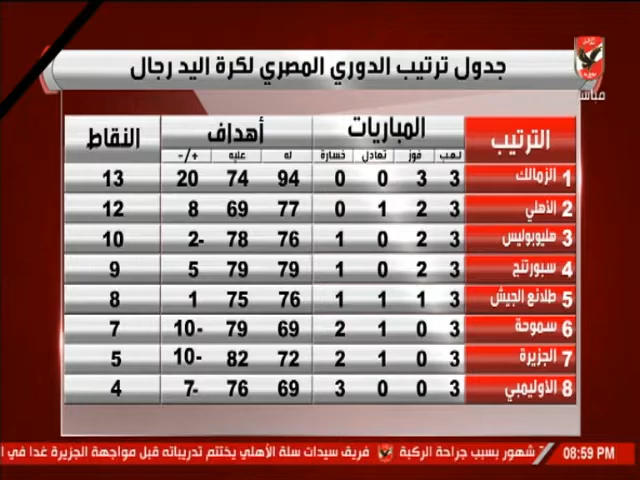 جدول ترتيب الدوري المصري لكرة اليد رجال
مباشر
الترتيب المباريات أهداف النقاط
لعب فوز تعادل خسارة له عليه +/-
1 الزمالك 3 3 0 0 94 74 20 13
2 الأهلي 3 2 1 0 77 69 8 12
3 هليوبوليس 3 2 0 1 76 78 2- 10
4 سبورتنج 3 2 0 1 79 79 5 9
5 طلائع الجيش 3 1 1 1 76 75 1 8
6 سموحة 3 0 1 2 69 79 10- 7
7 الجزيرة 3 0 1 2 72 82 10- 5
8 الاوليمبي 3 0 0 3 69 76 7- 4
شهور بسبب جراحة الركبة فريق سيدات سلة الأهلي يختتم تدريباته قبل مواجهة الجزيرة غدا في
08:59 PM